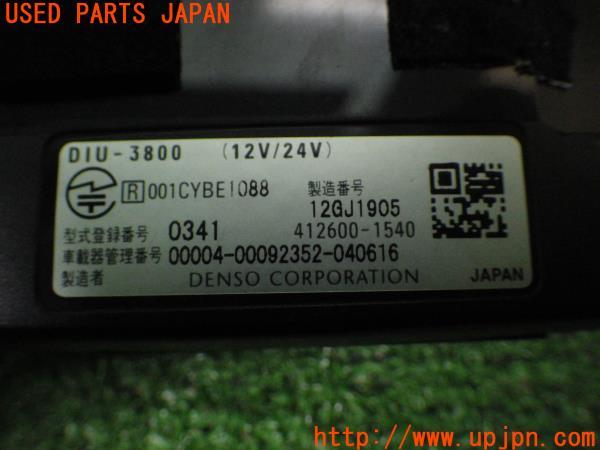 USED PARTS JAPAN
DIU-3800 (12V/24V)
R 001CYBE1088 製造番号
12GJ1905
型式登録番号 0341 412600-1540
車載器管理番号 00004-00092352-040616
製造者 DENSO CORPORATION JAPAN
http://www.upjpn.com/